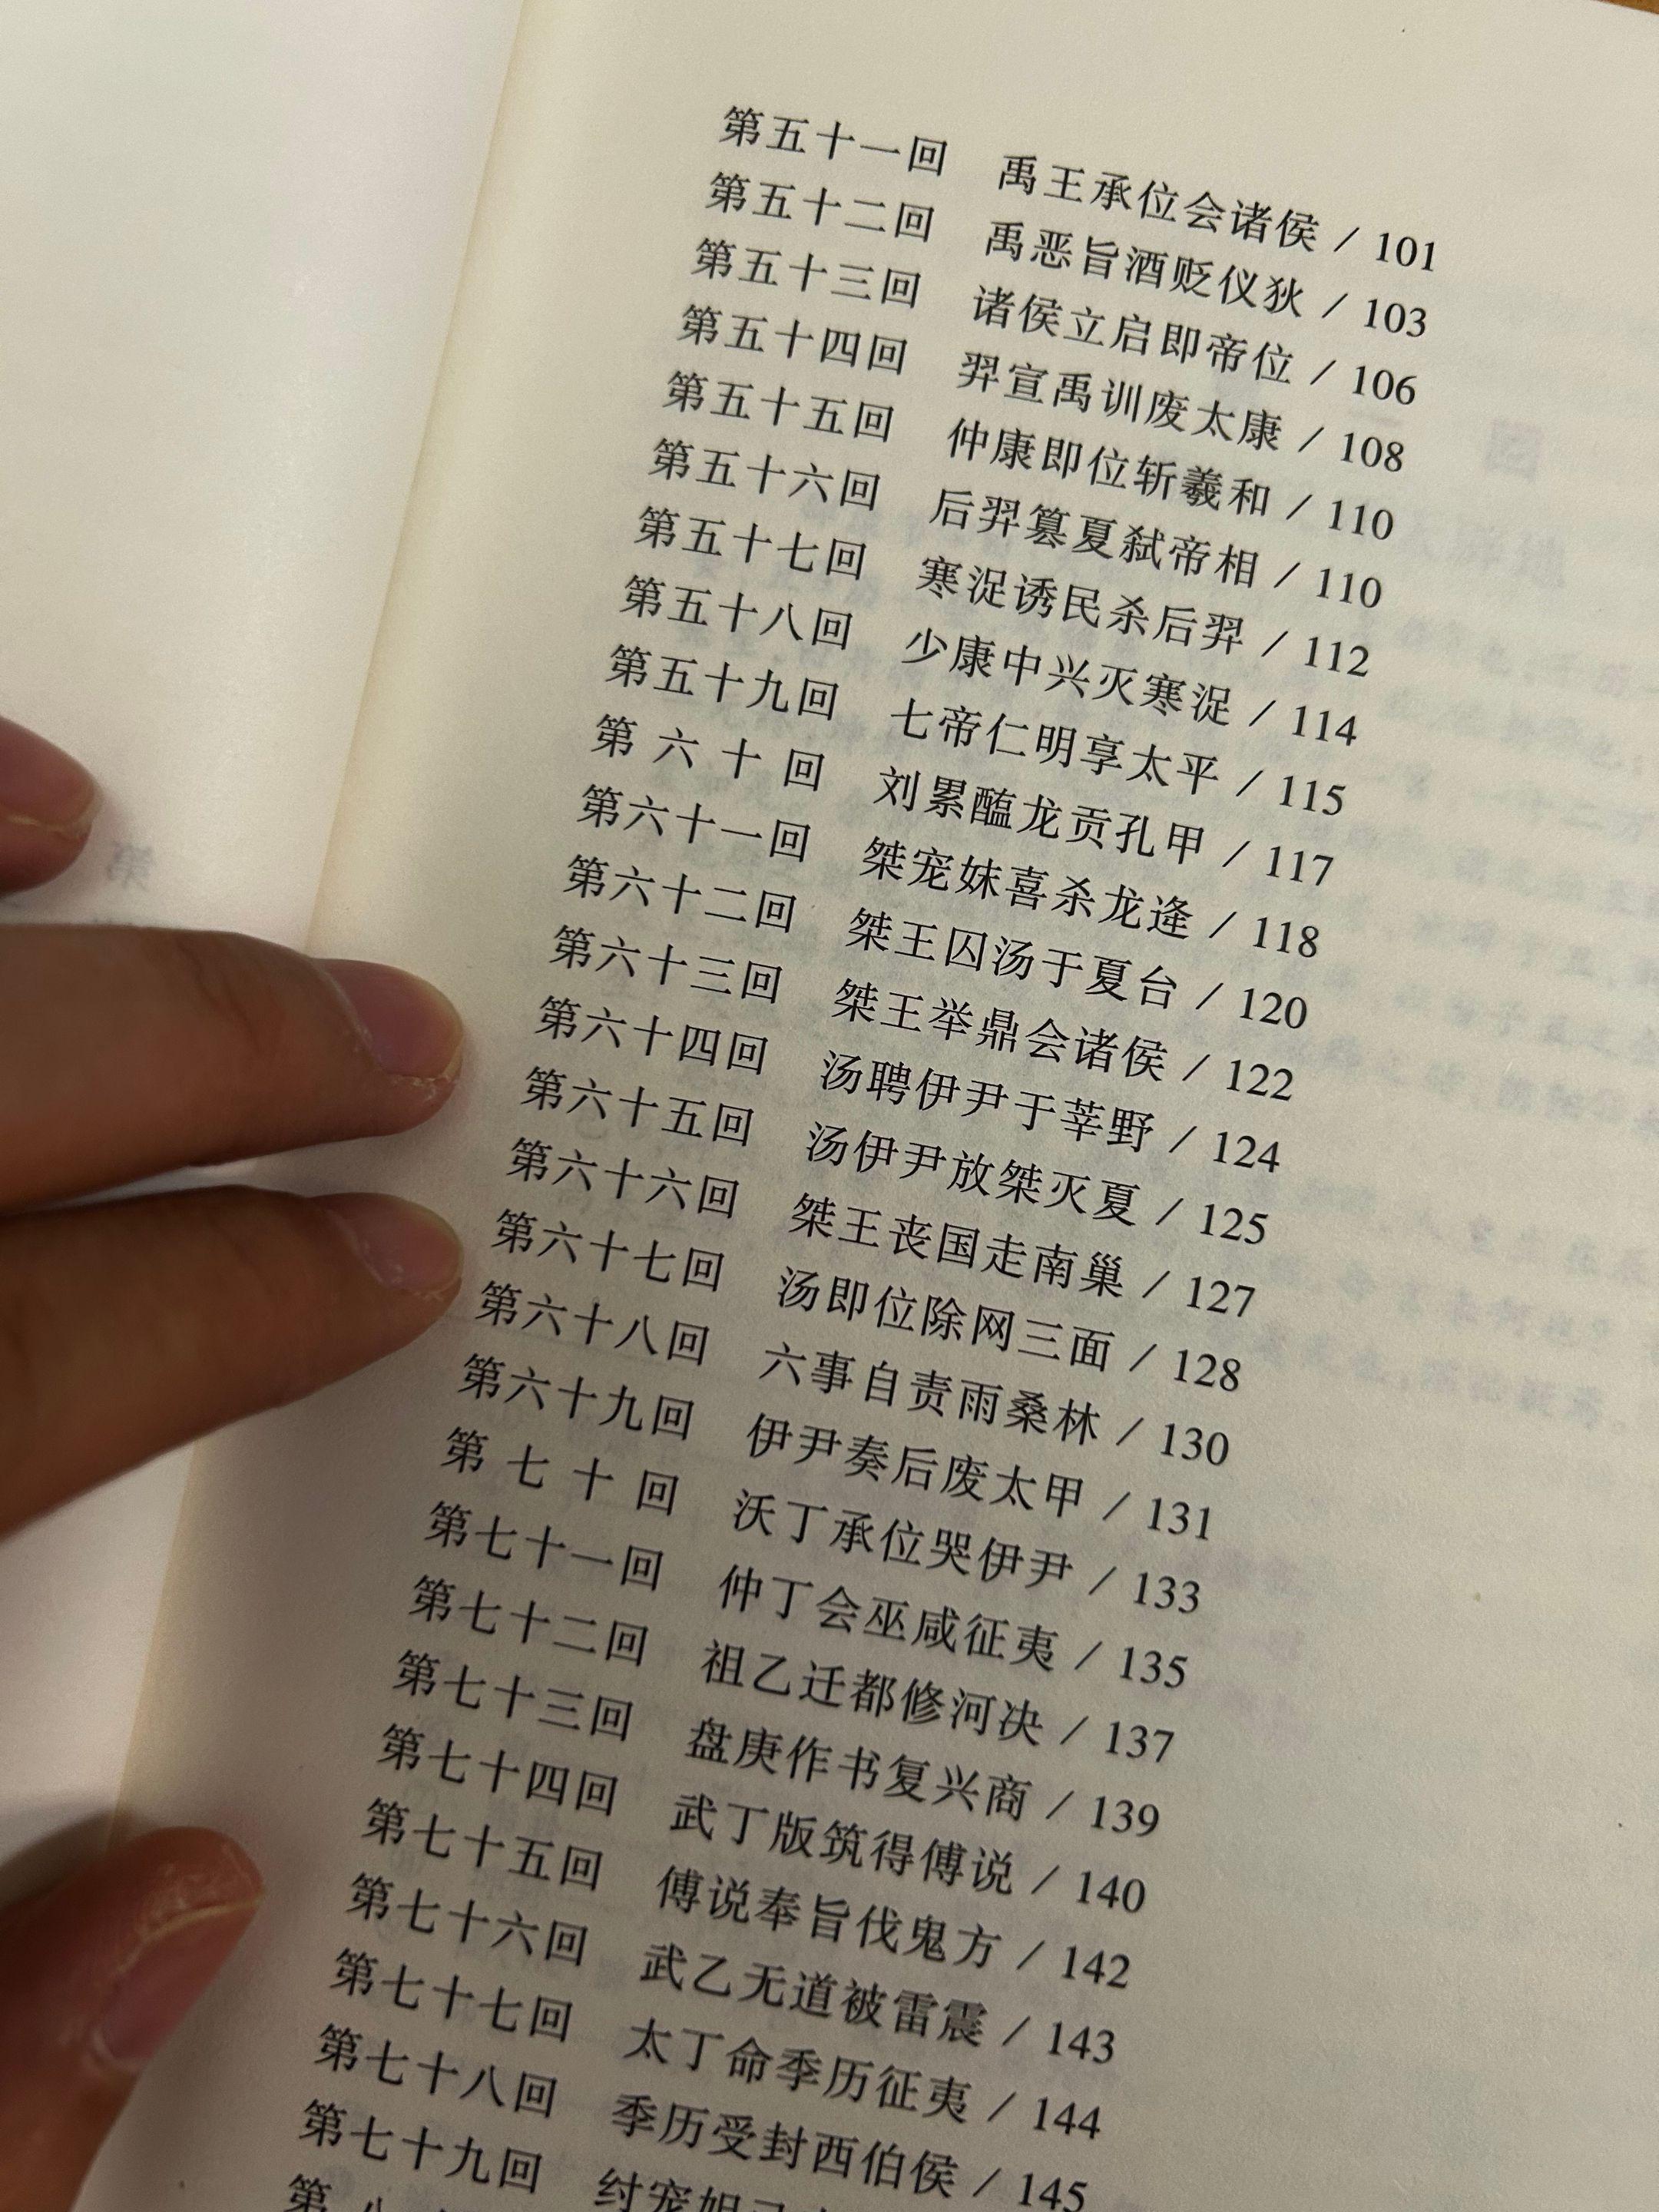 第五十一回 禹王承位会诸侯 / 101
第五十二回 禹恶旨酒贬仪狄 / 103
第五十三回 诸侯立启即帝位 / 106
第五十四回 羿宣禹训废太康 / 108
第五十五回 仲康即位斩羲和 / 110
第五十六回 后羿篡夏弑帝相 / 110
第五十七回 寒浞诱民杀后羿 / 112
第五十八回 少康中兴灭寒浞 / 114
第五十九回 七帝仁明享太平 / 115
第六十回 刘累醢龙贡孔甲 / 117
第六十一回 桀宠妹喜杀龙逄 / 118
第六十二回 桀王囚汤于夏台 / 120
第六十三回 桀王举鼎会诸侯 / 122
第六十四回 汤聘伊尹于莘野 / 124
第六十五回 汤伊尹放桀灭夏 / 125
第六十六回 桀王丧国走南巢 / 127
第六十七回 汤即位除网三面 / 128
第六十八回 六事自责雨桑林 / 130
第六十九回 伊尹奏后废太甲 / 131
第七十回 沃丁承位哭伊尹 / 133
第七十一回 仲丁会巫咸征夷 / 135
第七十二回 祖乙迁都修河决 / 137
第七十三回 盘庚作书复兴商 / 139
第七十四回 武丁版筑得傅说 / 140
第七十五回 傅说奉旨伐鬼方 / 142
第七十六回 武乙无道被雷震 / 143
第七十七回 太丁命季历征夷 / 144
第七十八回 季历受封西伯侯 / 145
第七十九回 纣宠妲己
第八